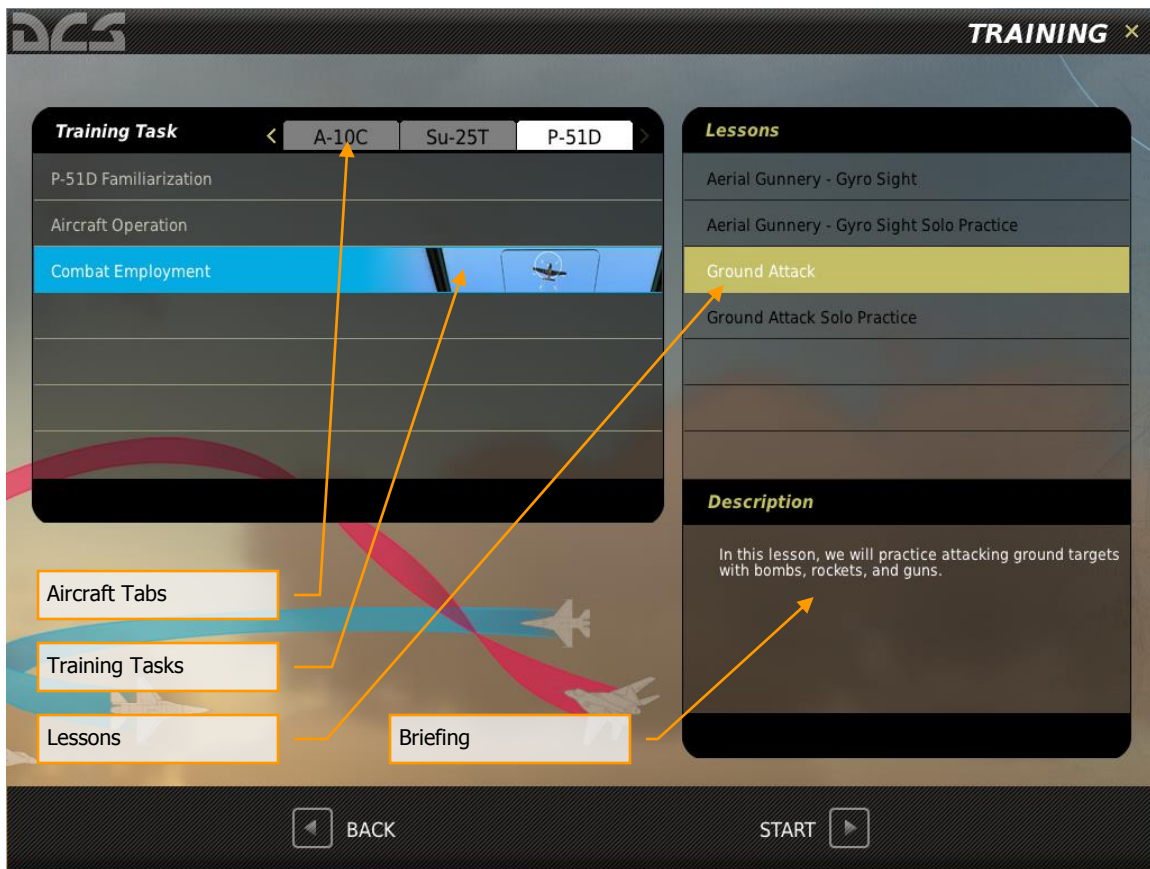 DCS
TRAINING ×
Training Task
< A-10C Su-25T P-51D >
P-51D Familiarization
Aircraft Operation
Combat Employment
Lessons
Aerial Gunnery - Gyro Sight
Aerial Gunnery - Gyro Sight Solo Practice
Ground Attack
Ground Attack Solo Practice
Description
In this lesson, we will practice attacking ground targets
with bombs, rockets, and guns.
Aircraft Tabs
Training Tasks
Lessons
Briefing
BACK
START